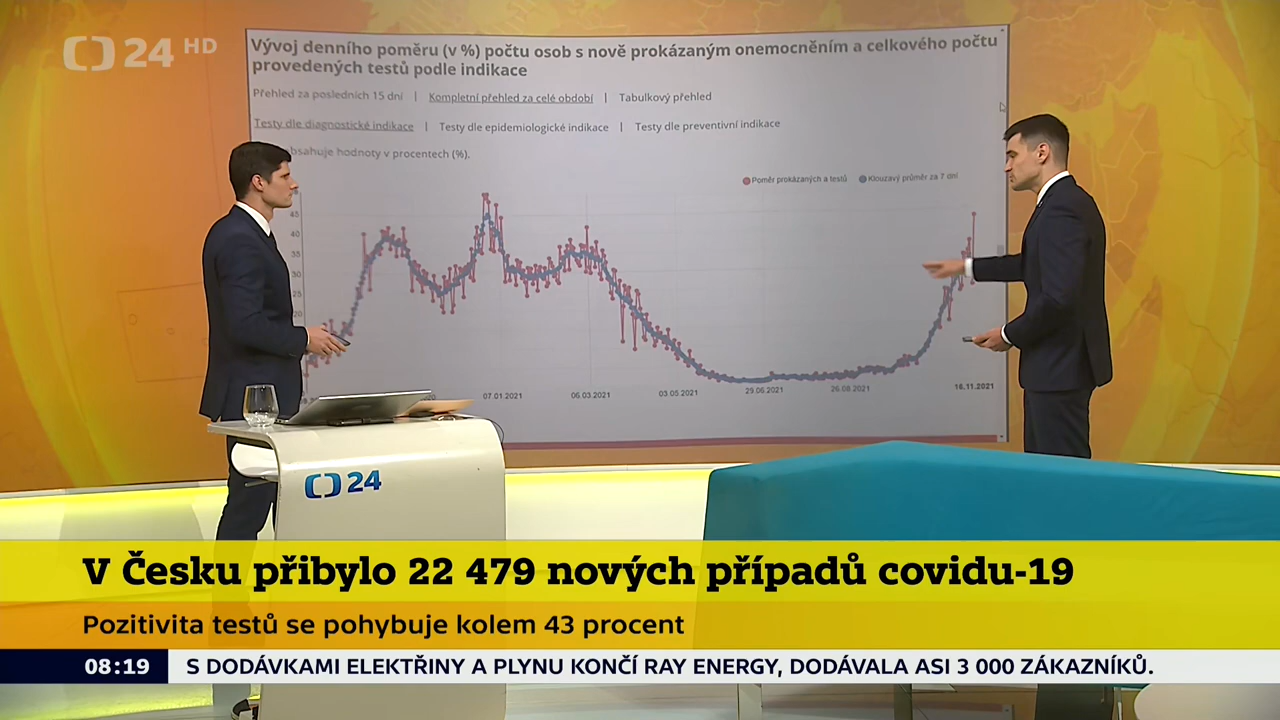 ČT24 HD
Vývoj denního poměru (v %) počtu osob s nově prokázaným onemocněním a celkového počtu
provedených testů podle indikace
Přehled za posledních 15 dní | Kompletní přehled za celé období | Tabulkový přehled
Testy dle diagnostické indikace | Testy dle epidemiologické indikace | Testy dle preventivní indikace
obsahuje hodnoty v procentech (%).
Poměr prokázaných a testů Klouzavý průměr za 7 dní
45
40
35
30
25
20
07.01.2021 06.03.2021 03.05.2021 29.06.2021 26.08.2021 16.11.2021
ČT24
V Česku přibylo 22 479 nových případů covidu-19
Pozitivita testů se pohybuje kolem 43 procent
08:19 S DODÁVKAMI ELEKTŘINY A PLYNU KONČÍ RAY ENERGY, DODÁVALA ASI 3 000 ZÁKAZNÍKŮ.